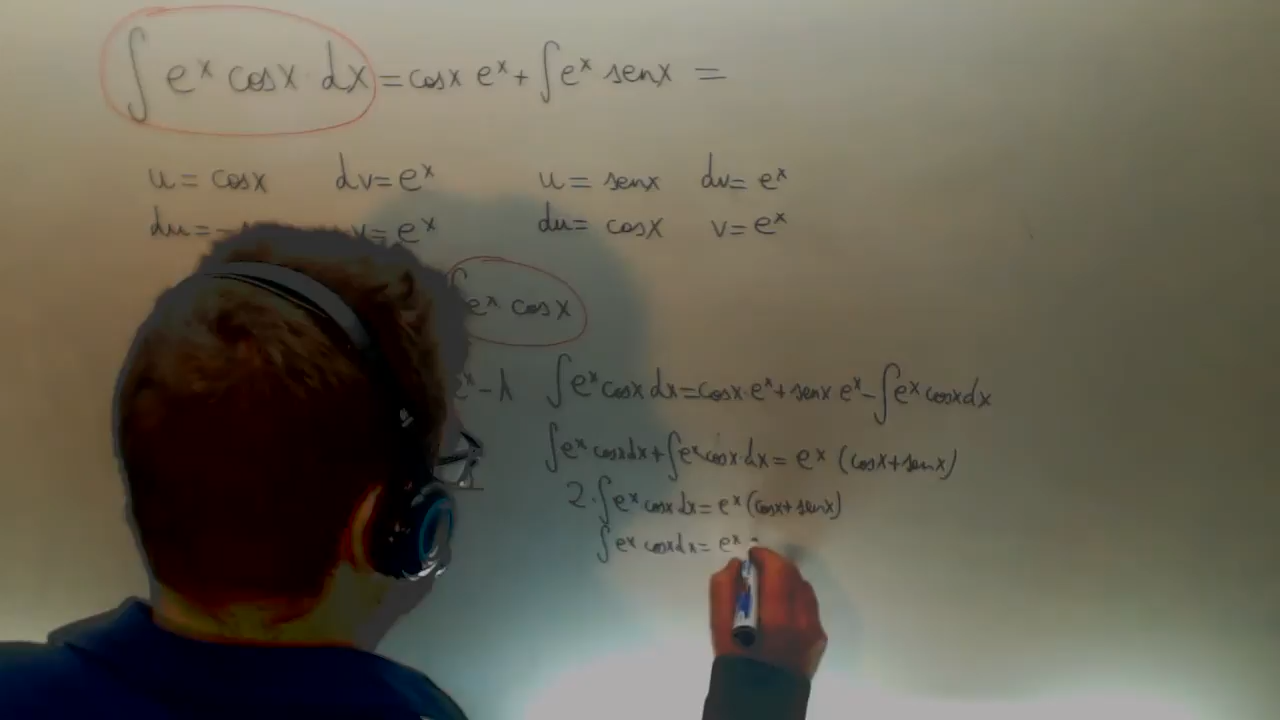 ∫ eˣ cosx dx = cosx eˣ + ∫ eˣ senx =
u = cosx dv = eˣ u = senx dv = eˣ
du = - v = eˣ du = cosx v = eˣ
∫ eˣ cosx
eˣ - λ ∫ eˣ cosx dx = cosx · eˣ + senx eˣ - ∫ eˣ cosx dx
∫ eˣ cosx dx + ∫ eˣ cosx dx = eˣ (cosx + senx)
2 · ∫ eˣ cosx dx = eˣ (cosx + senx)
∫ eˣ cosx dx = eˣ